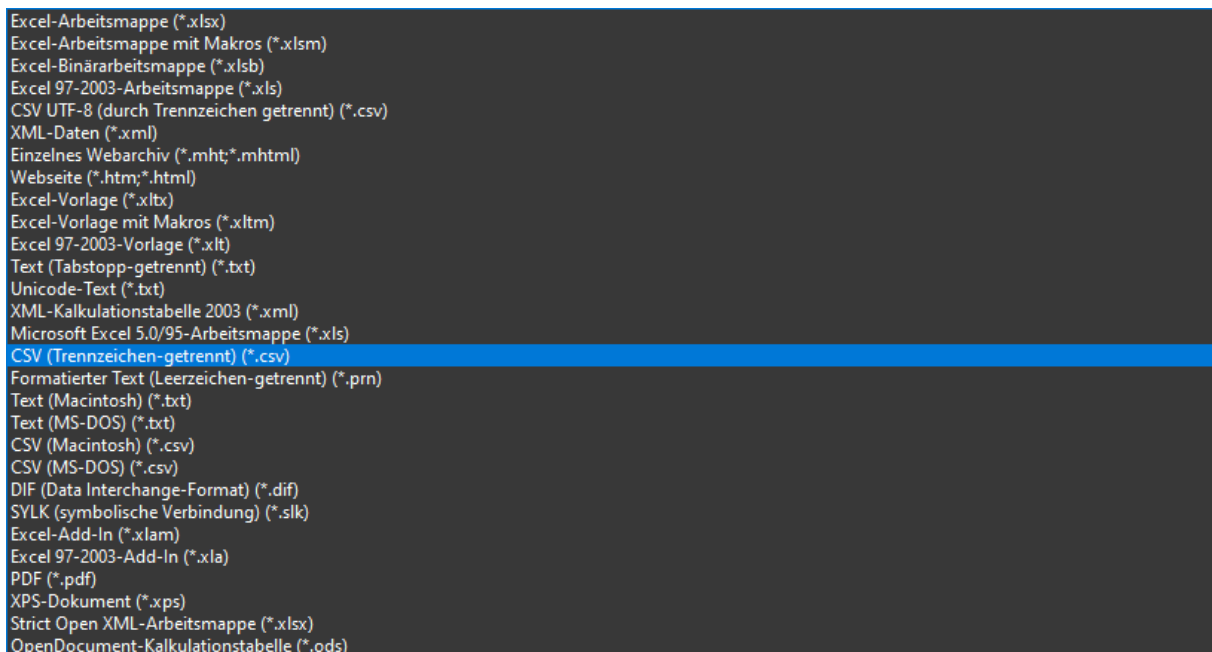 Excel-Arbeitsmappe (*.xlsx)
Excel-Arbeitsmappe mit Makros (*.xlsm)
Excel-Binärarbeitsmappe (*.xlsb)
Excel 97-2003-Arbeitsmappe (*.xls)
CSV UTF-8 (durch Trennzeichen getrennt) (*.csv)
XML-Daten (*.xml)
Einzelnes Webarchiv (*.mht;*.mhtml)
Webseite (*.htm;*.html)
Excel-Vorlage (*.xltx)
Excel-Vorlage mit Makros (*.xltm)
Excel 97-2003-Vorlage (*.xlt)
Text (Tabstopp-getrennt) (*.txt)
Unicode-Text (*.txt)
XML-Kalkulationstabelle 2003 (*.xml)
Microsoft Excel 5.0/95-Arbeitsmappe (*.xls)
CSV (Trennzeichen-getrennt) (*.csv)
Formatierter Text (Leerzeichen-getrennt) (*.prn)
Text (Macintosh) (*.txt)
Text (MS-DOS) (*.txt)
CSV (Macintosh) (*.csv)
CSV (MS-DOS) (*.csv)
DIF (Data Interchange-Format) (*.dif)
SYLK (symbolische Verbindung) (*.slk)
Excel-Add-In (*.xlam)
Excel 97-2003-Add-In (*.xla)
PDF (*.pdf)
XPS-Dokument (*.xps)
Strict Open XML-Arbeitsmappe (*.xlsx)
OpenDocument-Kalkulationstabelle (*.ods)